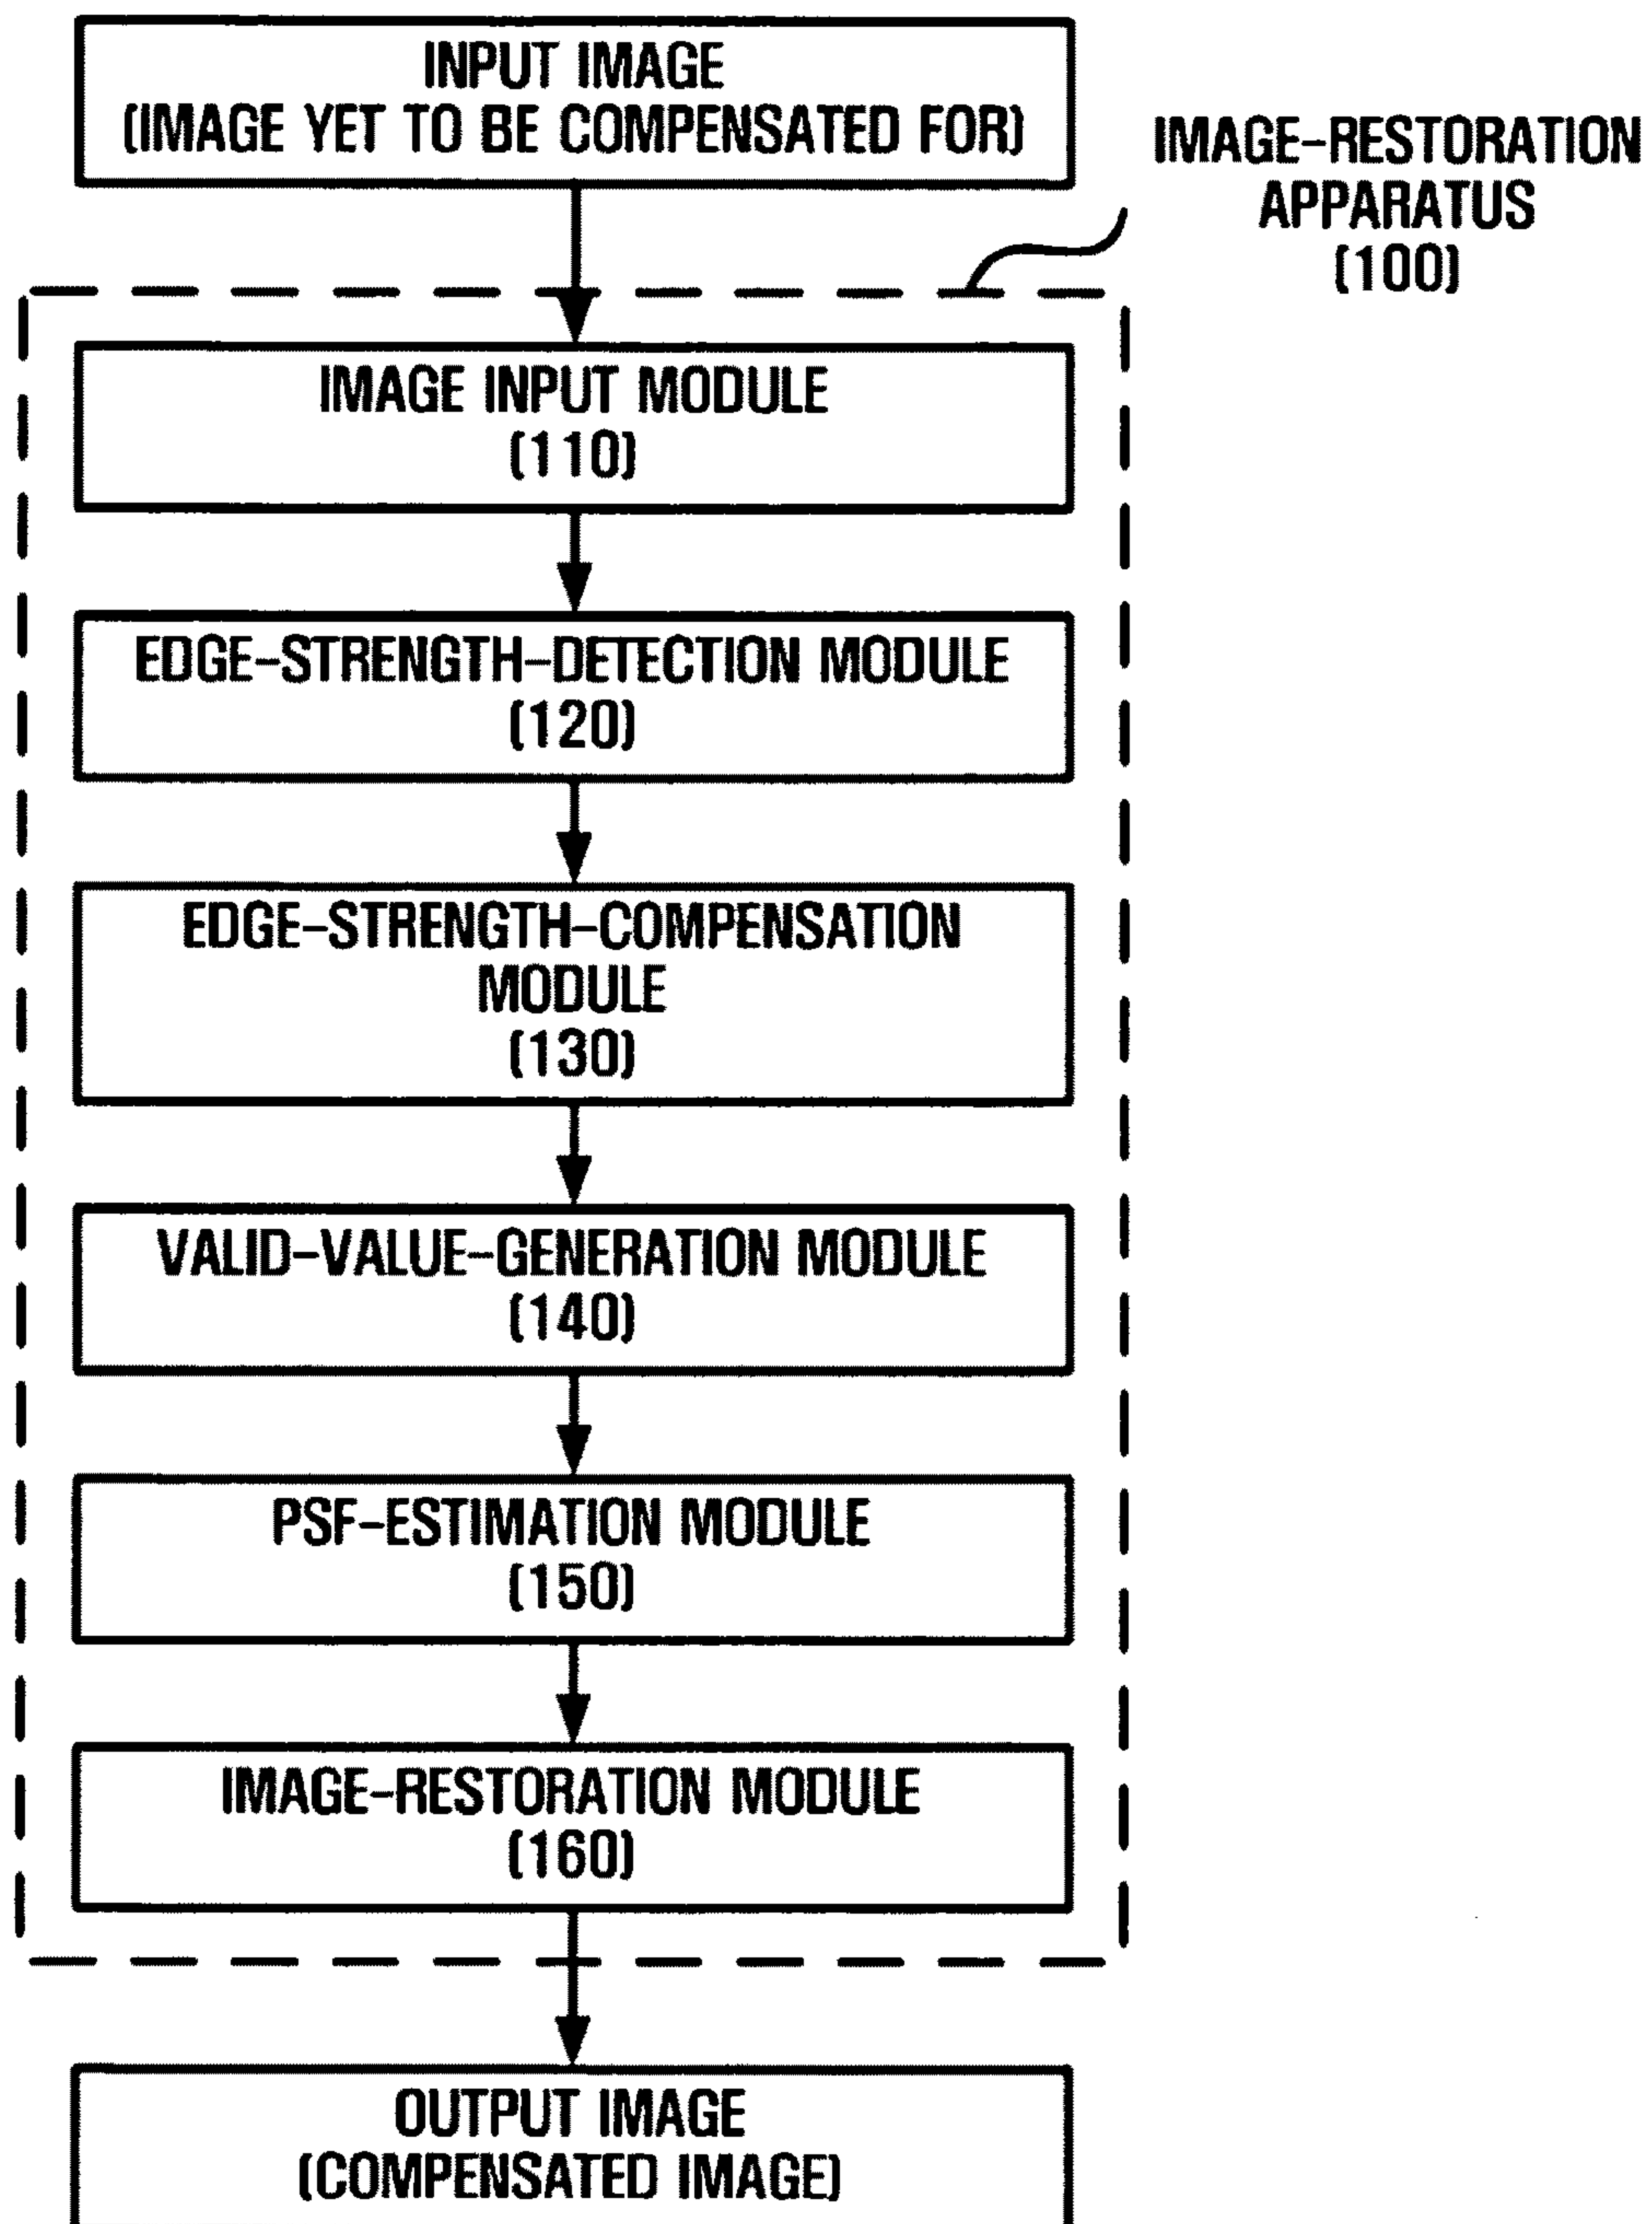 INPUT IMAGE
(IMAGE YET TO BE COMPENSATED FOR)
IMAGE-RESTORATION
APPARATUS
(100)
IMAGE INPUT MODULE
(110)
EDGE-STRENGTH-DETECTION MODULE
(120)
EDGE-STRENGTH-COMPENSATION
MODULE
(130)
VALID-VALUE-GENERATION MODULE
(140)
PSF-ESTIMATION MODULE
(150)
IMAGE-RESTORATION MODULE
(160)
OUTPUT IMAGE
(COMPENSATED IMAGE)